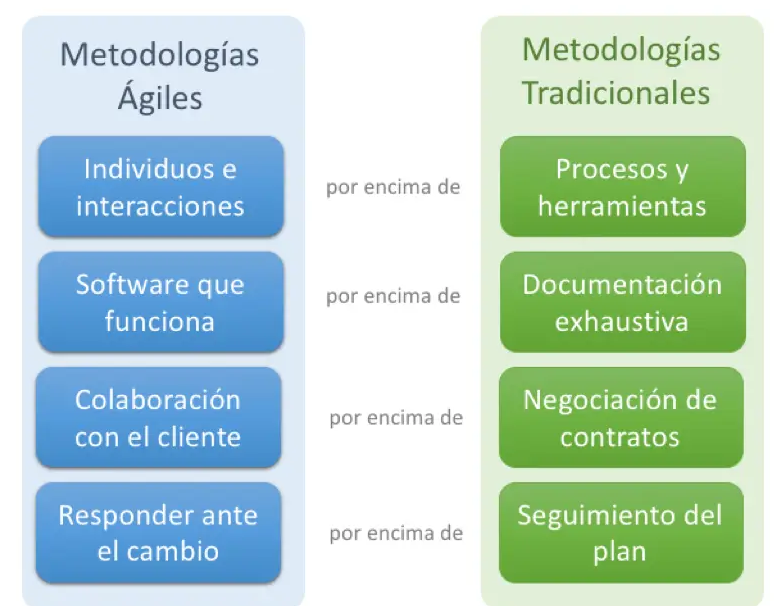 Metodologías
Ágiles
Metodologías
Tradicionales
Individuos e
interacciones
por encima de
Procesos y
herramientas
Software que
funciona
por encima de
Documentación
exhaustiva
Colaboración
con el cliente
por encima de
Negociación de
contratos
Responder ante
el cambio
por encima de
Seguimiento del
plan